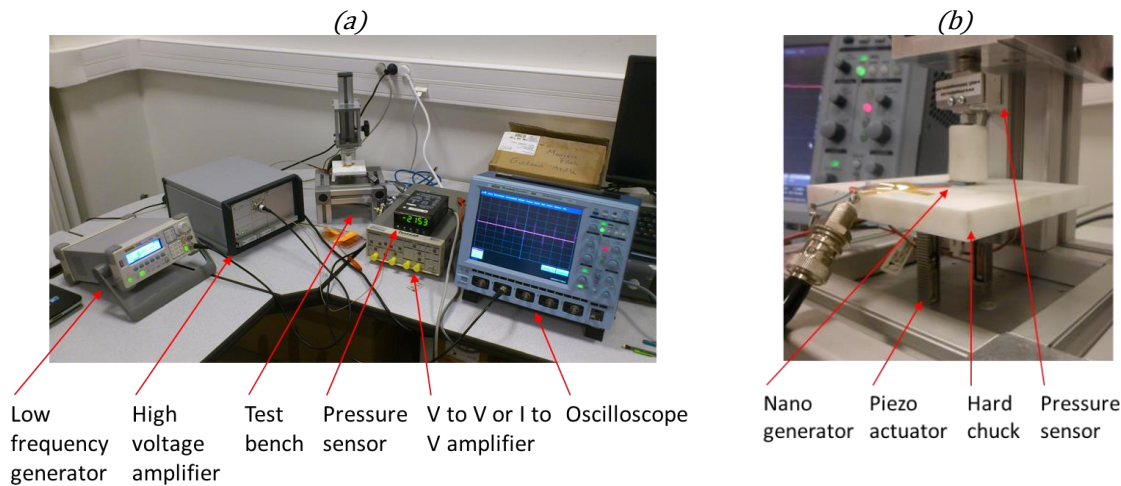 (a)
(b)
-2153
Low
frequency
generator
High
voltage
amplifier
Test
bench
Pressure
sensor
V to V or I to
V amplifier
Oscilloscope
Nano
generator
Piezo
actuator
Hard
chuck
Pressure
sensor